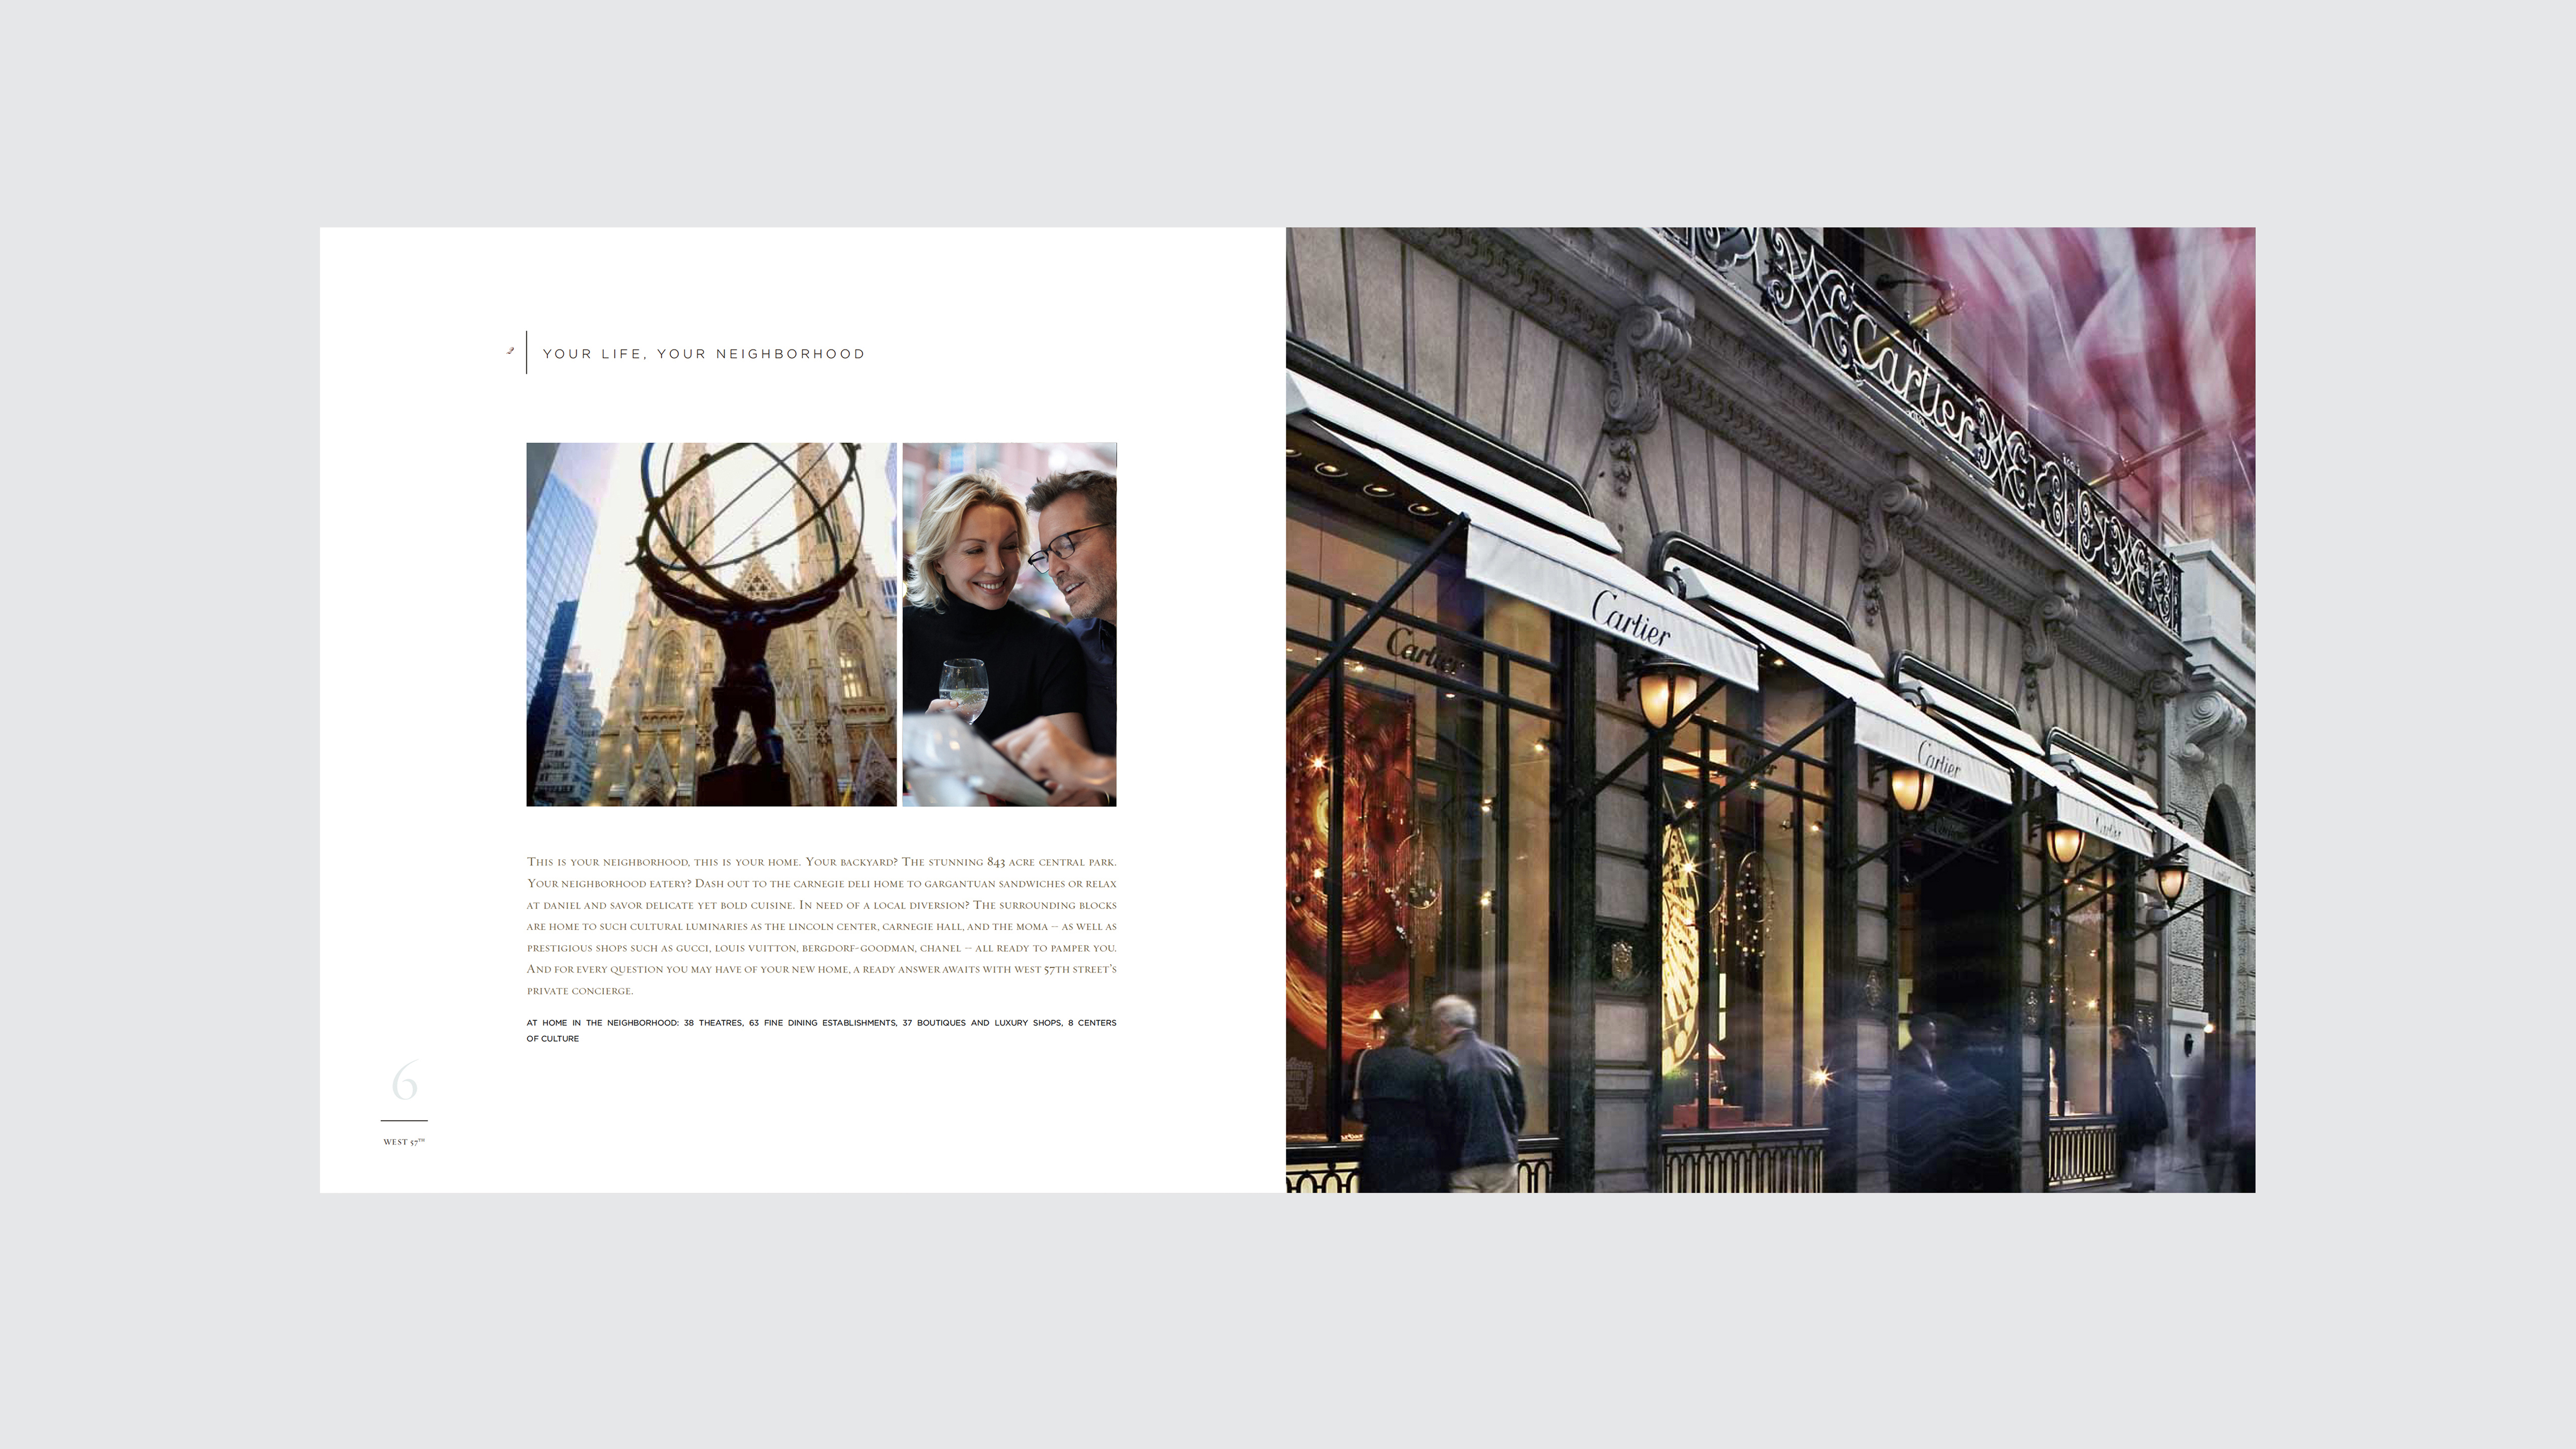 YOUR LIFE, YOUR NEIGHBORHOOD
This is your neighborhood, this is your home. Your backyard? The stunning 843 acre central park.
Your neighborhood eatery? Dash out to the carnegie deli home to gargantuan sandwiches or relax
at daniel and savor delicate yet bold cuisine. In need of a local diversion? The surrounding blocks
are home to such cultural luminaries as the lincoln center, carnegie hall, and the moma – as well as
prestigious shops such as gucci, louis vuitton, bergdorf-goodman, chanel – all ready to pamper you.
And for every question you may have of your new home, a ready answer awaits with west 57th street's
private concierge.
AT HOME IN THE NEIGHBORHOOD: 38 THEATRES, 63 FINE DINING ESTABLISHMENTS, 37 BOUTIQUES AND LUXURY SHOPS, 8 CENTERS
OF CULTURE
6
WEST 57TH
Cartier
Cartier
Cartier
Cartier
Cartier
Cartier
Cartier